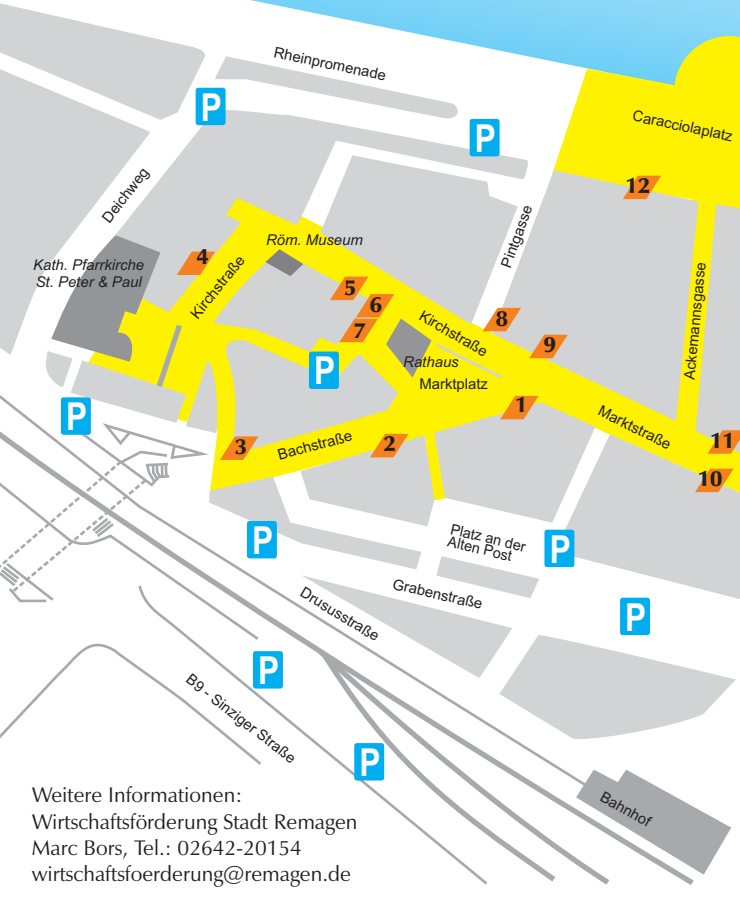 Rheinpromenade
P
P
Caracciolaplatz
12
Deichweg
Pintgasse
Röm. Museum
4
Kath. Pfarrkirche
St. Peter & Paul
Kirchstraße
5
6
7
Kirchstraße
8
9
Ackemannsgasse
Rathaus
Marktplatz
P
1
Marktstraße
P
3
Bachstraße
2
11
10
P
Platz an der
Alten Post
P
Grabenstraße
Drususstraße
P
P
B9 - Sinziger Straße
P
Bahnhof
Weitere Informationen:
Wirtschaftsförderung Stadt Remagen
Marc Bors, Tel.: 02642-20154
wirtschaftsfoerderung@remagen.de